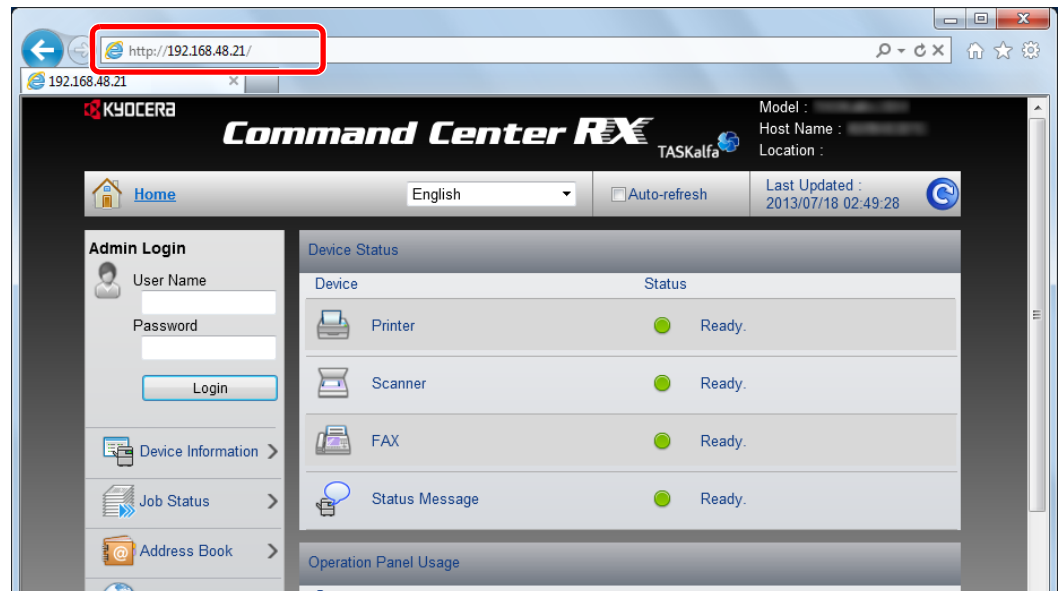 http://192.168.48.21/
192.168.48.21
KYOCERA
Command Center RX
TASKalfa
Model :
Host Name :
Location :
Home
English
Auto-refresh
Last Updated :
2013/07/18 02:49:28
Admin Login
User Name
Password
Login
Device Information
Job Status
Address Book
Device Status
Device Status
Printer Ready.
Scanner Ready.
FAX Ready.
Status Message Ready.
Operation Panel Usage